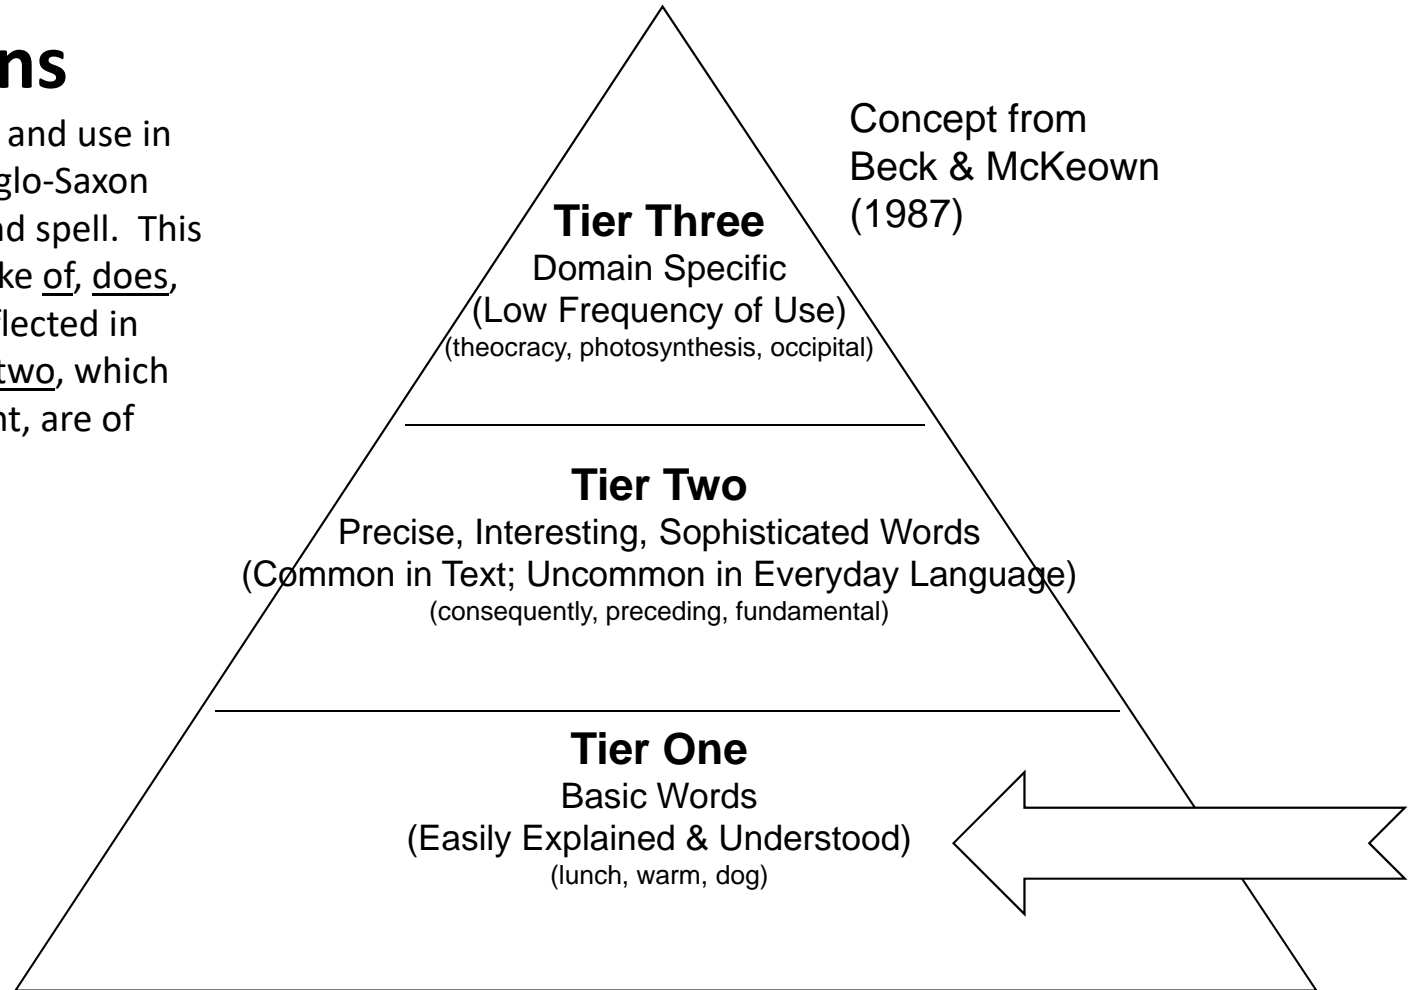 ns
and use in
glo-Saxon
nd spell.  This
ke of, does,
flected in
two, which
nt, are of
Concept from
Beck & McKeown
(1987)
Tier Three
Domain Specific
(Low Frequency of Use)
(theocracy, photosynthesis, occipital)
Tier Two
Precise, Interesting, Sophisticated Words
(Common in Text; Uncommon in Everyday Language)
(consequently, preceding, fundamental)
Tier One
Basic Words
(Easily Explained & Understood)
(lunch, warm, dog)